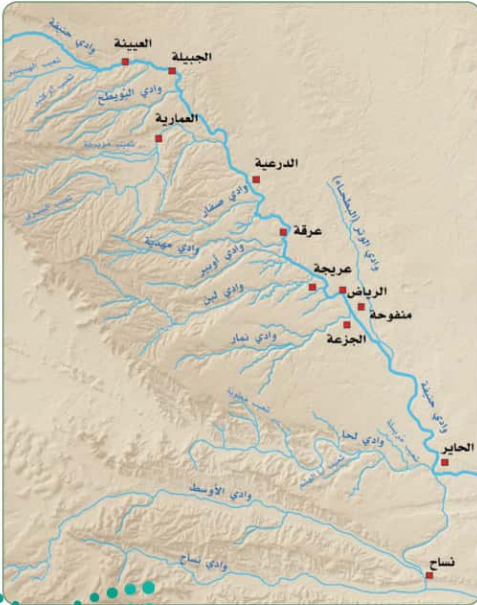 وادي حنيفة
العيينة
الجبيلة
وادي البويطح
العمارية
الدرعية
وادي صفار
وادي الوتر (البطحاء)
عرقة
وادي مهدية
وادي أوبير
عريجة
الرياض
وادي لبن
منفوحة
الجزعة
وادي نمار
وادي حنيفة
وادي لحا
الحاير
وادي الأوسط
وادي نساح
نساح